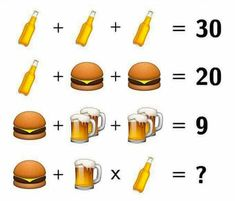 + + = 30
+ + = 20
+ + = 9
+ x = ?